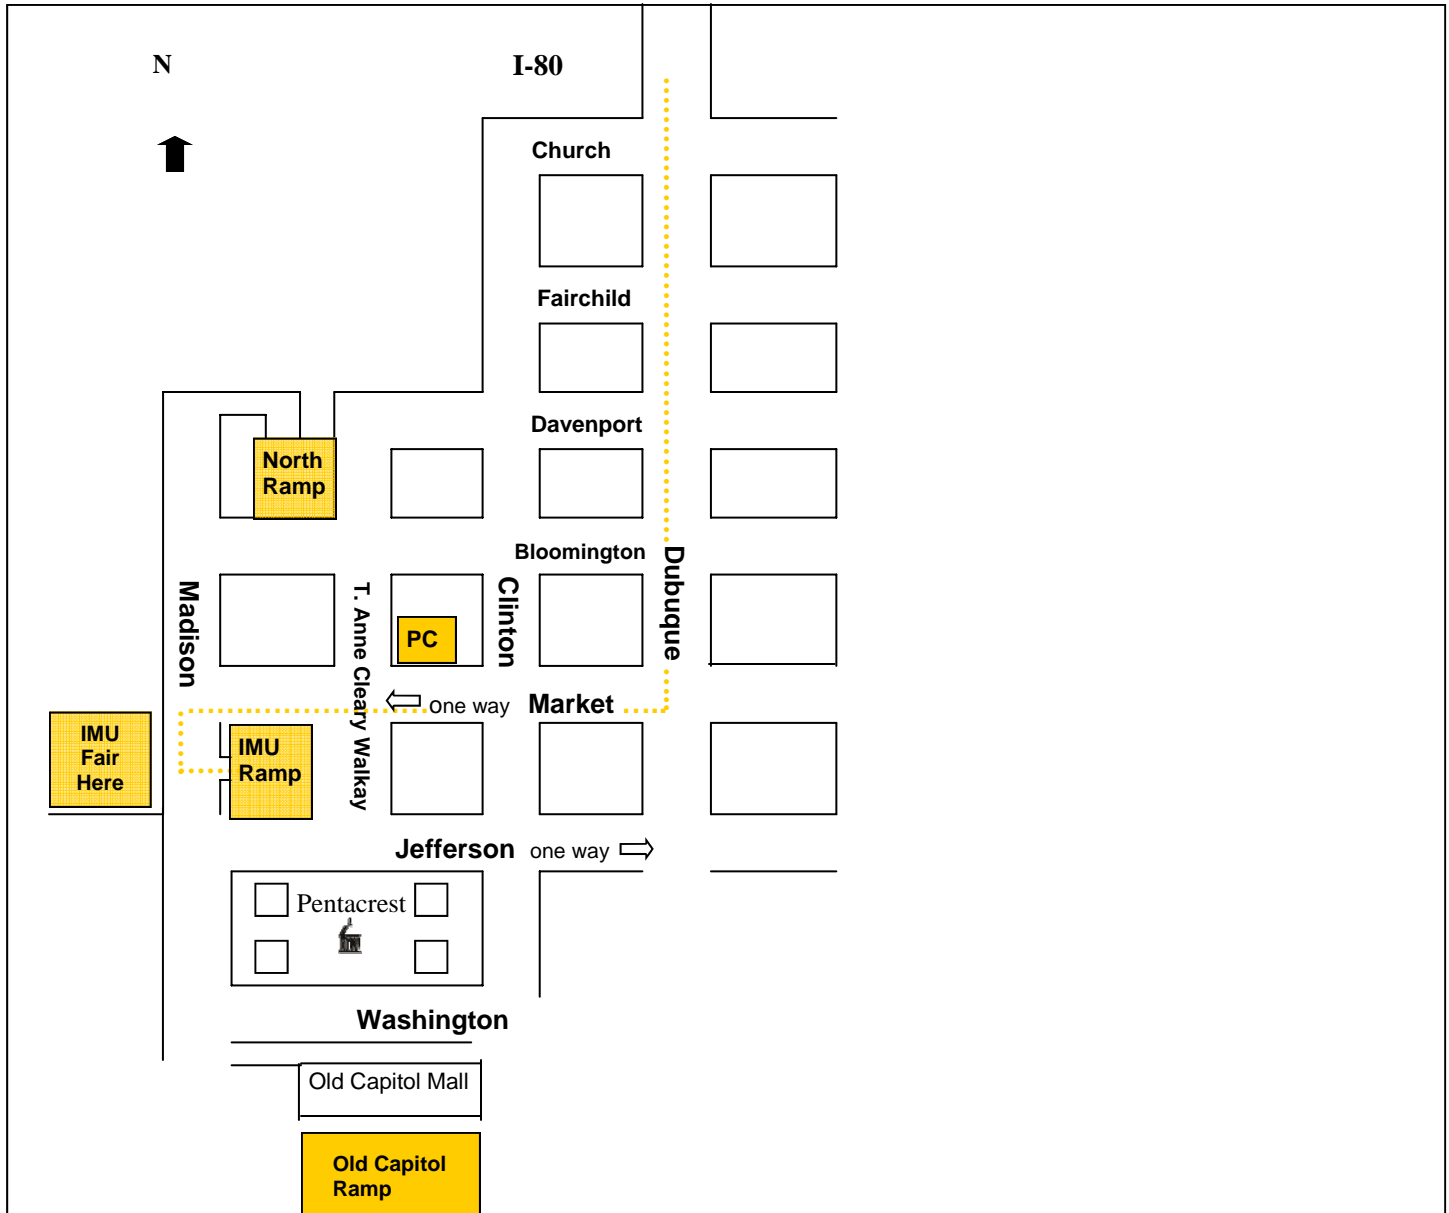 N
I-80
Church
Fairchild
Davenport
North
Ramp
Bloomington
Dubuque
Madison
T. Anne Cleary Walkay
Clinton
PC
one way
Market
IMU
Fair
Here
IMU
Ramp
Jefferson one way
Pentacrest
Washington
Old Capitol Mall
Old Capitol
Ramp